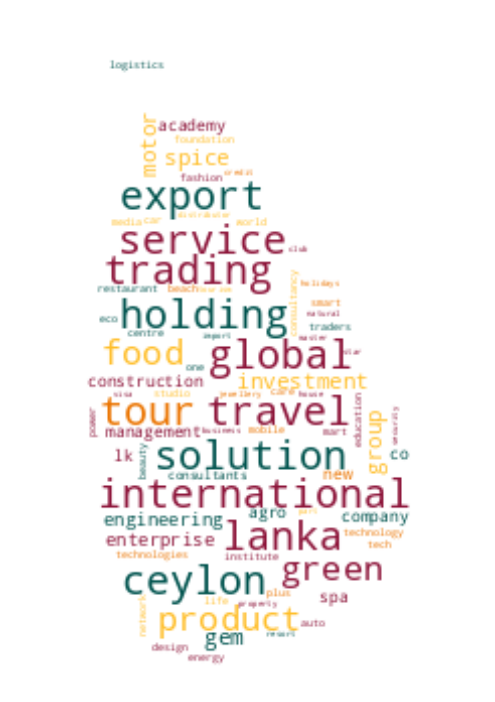 logistics
motor academy
foundation
spice
credit
fashion
export
distributor
media car world
service
club
trading
holidays
restaurant beach
consultancy
smart
holding
eco
natural
traders
centre import master
food global
star
one
construction investment
visa studio jewellery care house
tour travel
power
education
security
group
management business mobile mart
lk beauty solution co
consultants new
international
agro
engineering part company
enterprise lanka technology
tech
technologies institute
green
ceylon
plus
spa
network life property
product auto
gem resort
design
energy